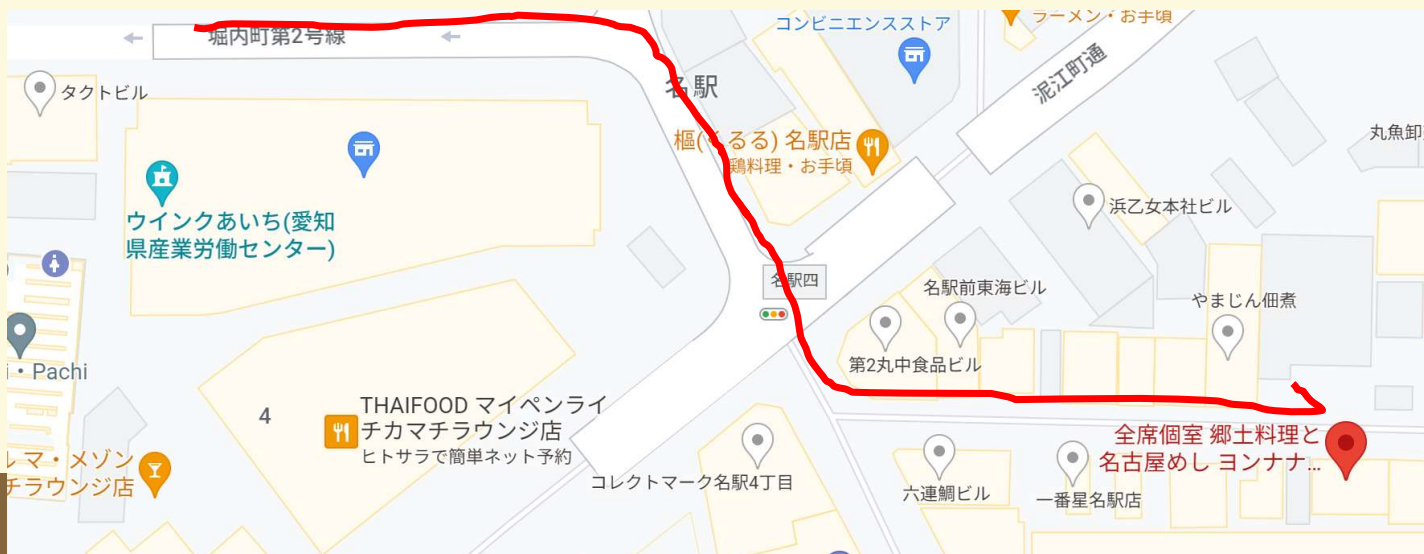 コンビニエンスストア
ラーメン・お手頃
堀内町第2号線
名駅
泥江町通
タクトビル
樞(くるる) 名駅店
鶏料理・お手頃
丸魚卸
浜乙女本社ビル
ウインクあいち(愛知
県産業労働センター)
名駅四
名駅前東海ビル
やまじん佃煮
第2丸中食品ビル
i・Pachi
4
THAIFOOD マイペンライ
チカマチラウンジ店
ヒトサラで簡単ネット予約
全席個室 郷土料理と
名古屋めし ヨンナナ...
ル マ・メゾン
チラウンジ店
コレクトマーク名駅4丁目
六連鯛ビル
一番星名駅店